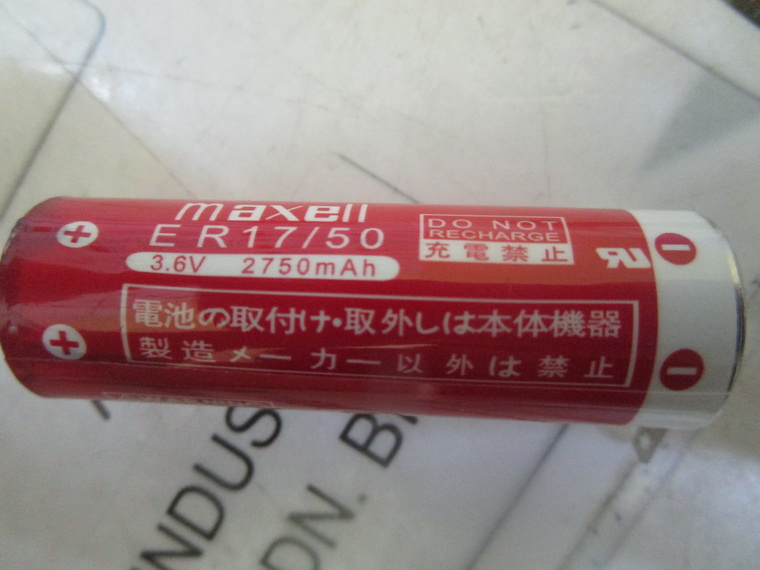 maxell
ER17/50
3.6V 2750mAh
DO NOT
RECHARGE
充電禁止
電池の取付け・取外しは本体機器
製造メーカー以外は禁止
INDUS
DN. B